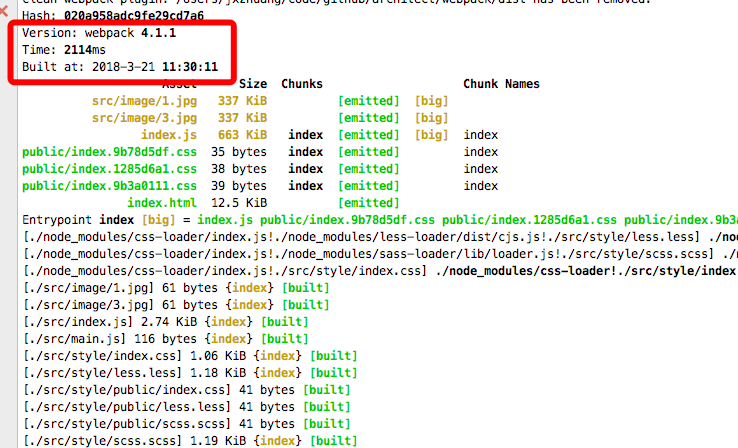 clean webpack plugin: /users/jxzhuang/code/github/architect/webpack/dist has been removed.
Hash: 020a958adc9fe29cd7a6
Version: webpack 4.1.1
Time: 2114ms
Built at: 2018-3-21 11:30:11
Asset Size Chunks Chunk Names
src/image/1.jpg 337 KiB [emitted] [big]
src/image/3.jpg 337 KiB [emitted] [big]
index.js 663 KiB index [emitted] [big] index
public/index.9b78d5df.css 35 bytes index [emitted] index
public/index.1285d6a1.css 38 bytes index [emitted] index
public/index.9b3a0111.css 39 bytes index [emitted] index
index.html 12.5 KiB [emitted]
Entrypoint index [big] = index.js public/index.9b78d5df.css public/index.1285d6a1.css public/index.9b3a
[./node_modules/css-loader/index.js!./node_modules/less-loader/dist/cjs.js!./src/style/less.less] ./no
[./node_modules/css-loader/index.js!./node_modules/sass-loader/lib/loader.js!./src/style/scss.scss] ./n
[./node_modules/css-loader/index.js!./src/style/index.css] ./node_modules/css-loader!./src/style/index
[./src/image/1.jpg] 61 bytes {index} [built]
[./src/image/3.jpg] 61 bytes {index} [built]
[./src/index.js] 2.74 KiB {index} [built]
[./src/main.js] 116 bytes {index} [built]
[./src/style/index.css] 1.06 KiB {index} [built]
[./src/style/less.less] 1.18 KiB {index} [built]
[./src/style/public/index.css] 41 bytes [built]
[./src/style/public/less.less] 41 bytes [built]
[./src/style/public/scss.scss] 41 bytes [built]
[./src/style/scss.scss] 1.19 KiB {index} [built]